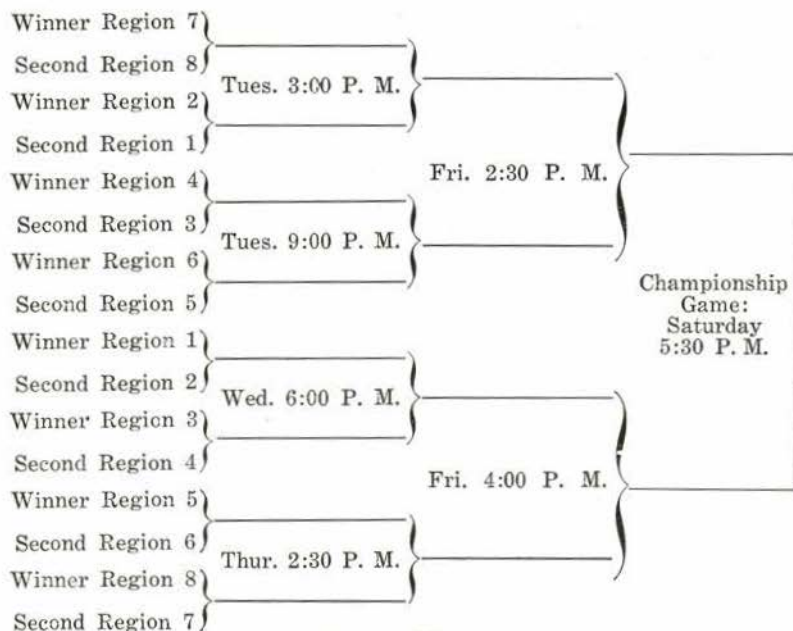 Winner Region 7
Second Region 8
Tues. 3:00 P. M.
Winner Region 2
Second Region 1
Fri. 2:30 P. M.
Winner Region 4
Second Region 3
Tues. 9:00 P. M.
Winner Region 6
Second Region 5
Championship
Game:
Saturday
5:30 P. M.
Winner Region 1
Second Region 2
Wed. 6:00 P. M.
Winner Region 3
Second Region 4
Fri. 4:00 P. M.
Winner Region 5
Second Region 6
Thur. 2:30 P. M.
Winner Region 8
Second Region 7